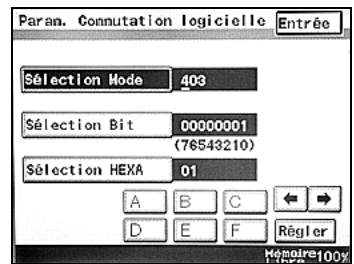 Param. Commutation logicielle Entrée
Sélection Mode 403
Sélection Bit 00000001
(76543210)
Sélection HEXA 01
A B C ← →
D E F Régler
Mémoire Libre 100%